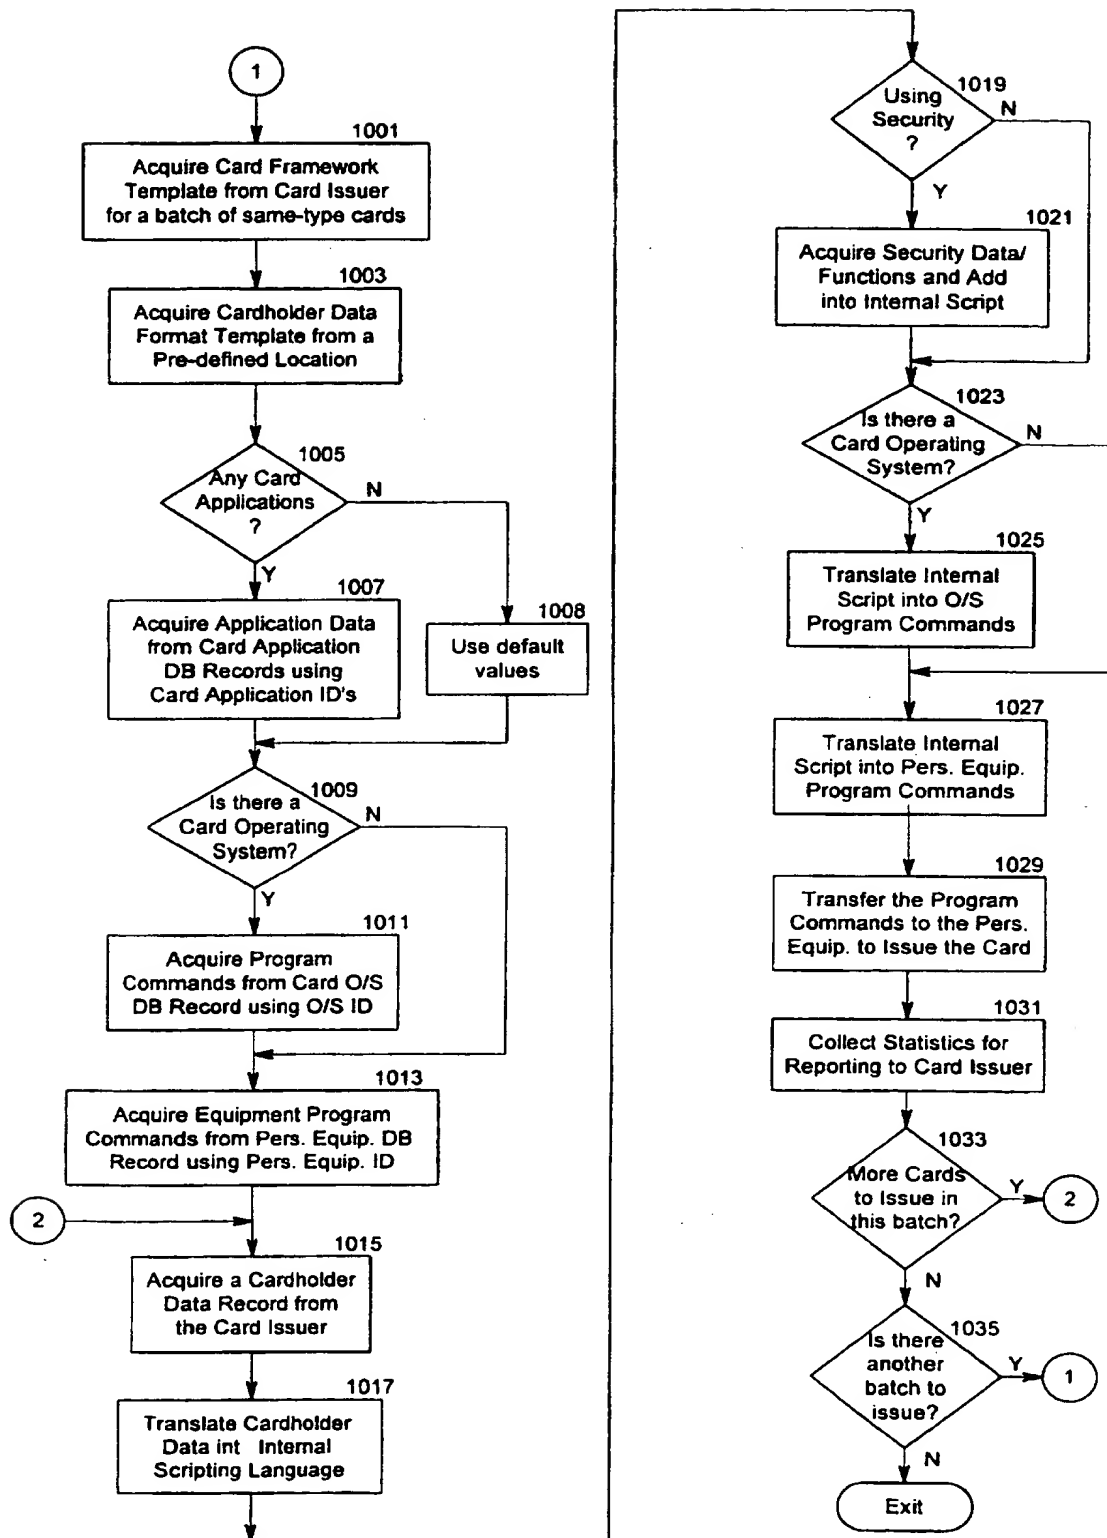 1
1001
Acquire Card Framework
Template from Card Issuer
for a batch of same-type cards
1003
Acquire Cardholder Data
Format Template from a
Pre-defined Location
1005
Any Card
Applications
?
N
Y
1007
Acquire Application Data
from Card Application
DB Records using
Card Application ID's
1008
Use default
values
1009
Is there a
Card Operating
System?
N
Y
1011
Acquire Program
Commands from Card O/S
DB Record using O/S ID
1013
Acquire Equipment Program
Commands from Pers. Equip. DB
Record using Pers. Equip. ID
2
1015
Acquire a Cardholder
Data Record from
the Card Issuer
1017
Translate Cardholder
Data int Internal
Scripting Language
1019
Using
Security
?
N
Y
1021
Acquire Security Data/
Functions and Add
into Internal Script
1023
Is there a
Card Operating
System?
N
Y
1025
Translate Internal
Script into O/S
Program Commands
1027
Translate Internal
Script into Pers. Equip.
Program Commands
1029
Transfer the Program
Commands to the Pers.
Equip. to Issue the Card
1031
Collect Statistics for
Reporting to Card Issuer
1033
More Cards
to Issue in
this batch?
Y
2
N
1035
Is there
another
batch to
issue?
Y
1
N
Exit